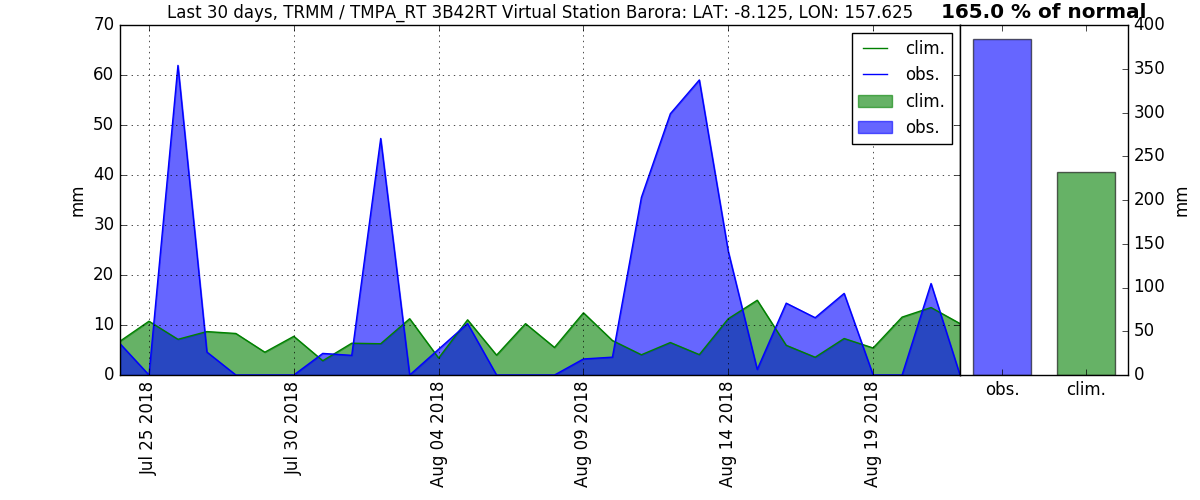 Last 30 days, TRMM / TMPA_RT 3B42RT Virtual Station Barora: LAT: -8.125, LON: 157.625
165.0 % of normal
mm
70
60
50
40
30
20
10
0
clim.
obs.
clim.
obs.
Jul 25 2018
Jul 30 2018
Aug 04 2018
Aug 09 2018
Aug 14 2018
Aug 19 2018
400
350
300
250
200
150
100
50
0
mm
obs.
clim.